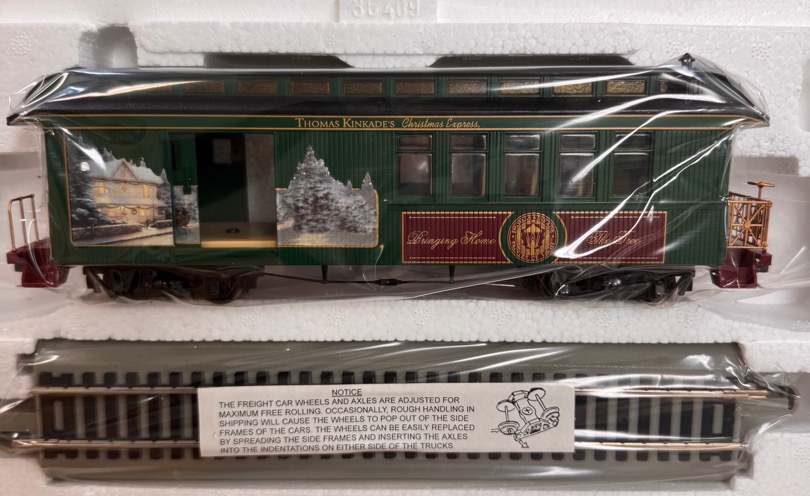 36409
THOMAS KINKADE'S Christmas Express,
Bringing Home The Tree
NOTICE
THE FREIGHT CAR WHEELS AND AXLES ARE ADJUSTED FOR
MAXIMUM FREE ROLLING. OCCASIONALLY, ROUGH HANDLING IN
SHIPPING WILL CAUSE THE WHEELS TO POP OUT OF THE SIDE
FRAMES OF THE CARS. THE WHEELS CAN BE EASILY REPLACED
BY SPREADING THE SIDE FRAMES AND INSERTING THE AXLES
INTO THE INDENTATIONS ON EITHER SIDE OF THE TRUCKS.